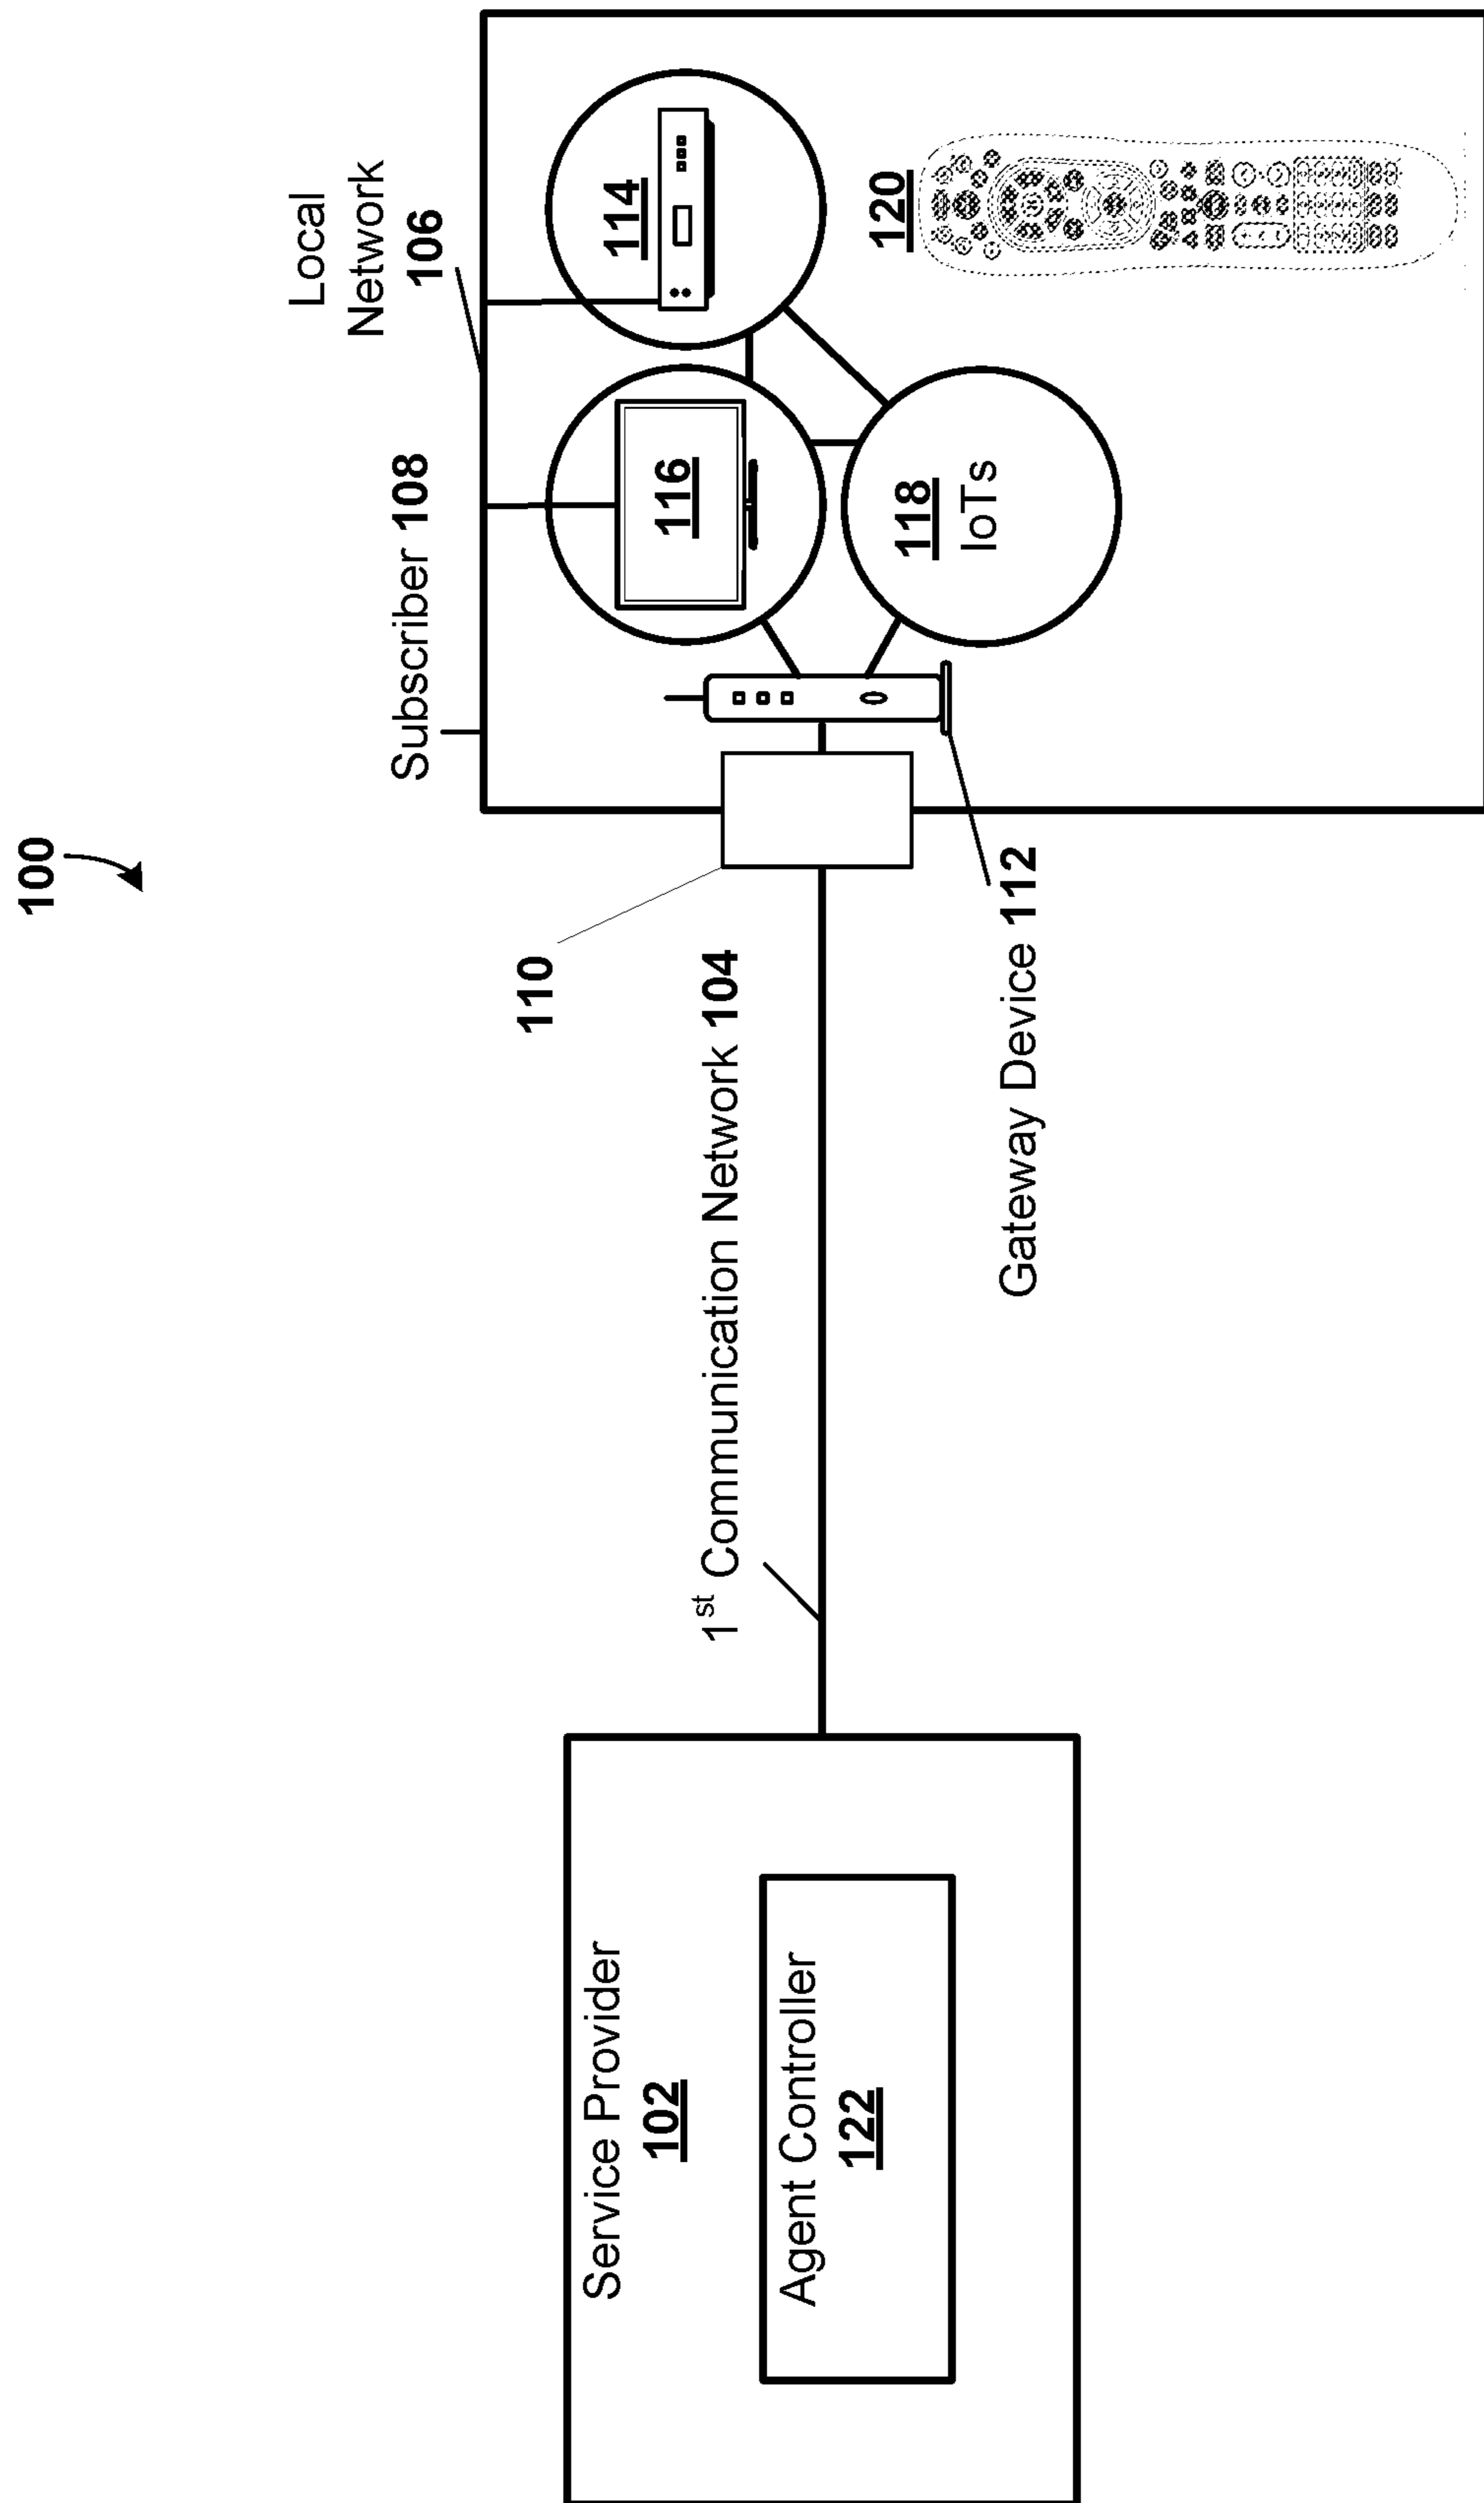 100
Local
Network
106
Subscriber 108
114
116
120
118
IoTs
110
1st Communication Network 104
Gateway Device 112
Service Provider
102
Agent Controller
122